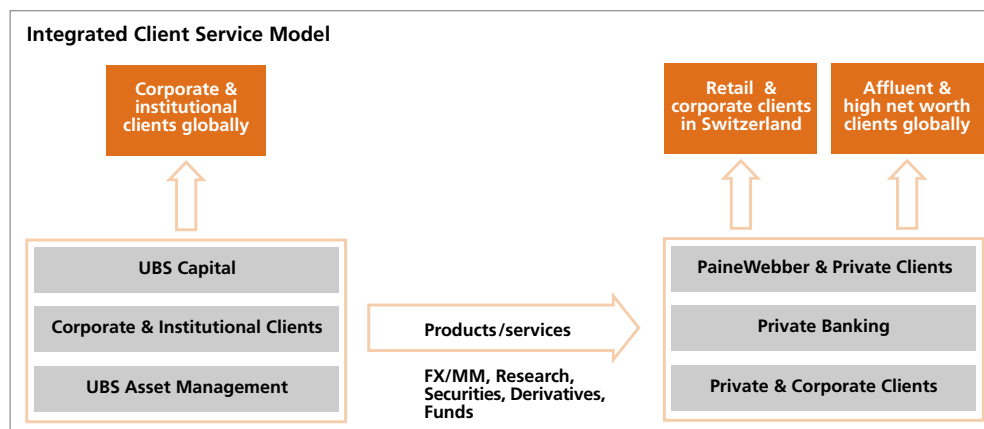 Integrated Client Service Model
Corporate &
institutional
clients globally
Retail &
corporate clients
in Switzerland
Affluent &
high net worth
clients globally
UBS Capital
Corporate & Institutional Clients
UBS Asset Management
Products/services
FX/MM, Research,
Securities, Derivatives,
Funds
PaineWebber & Private Clients
Private Banking
Private & Corporate Clients